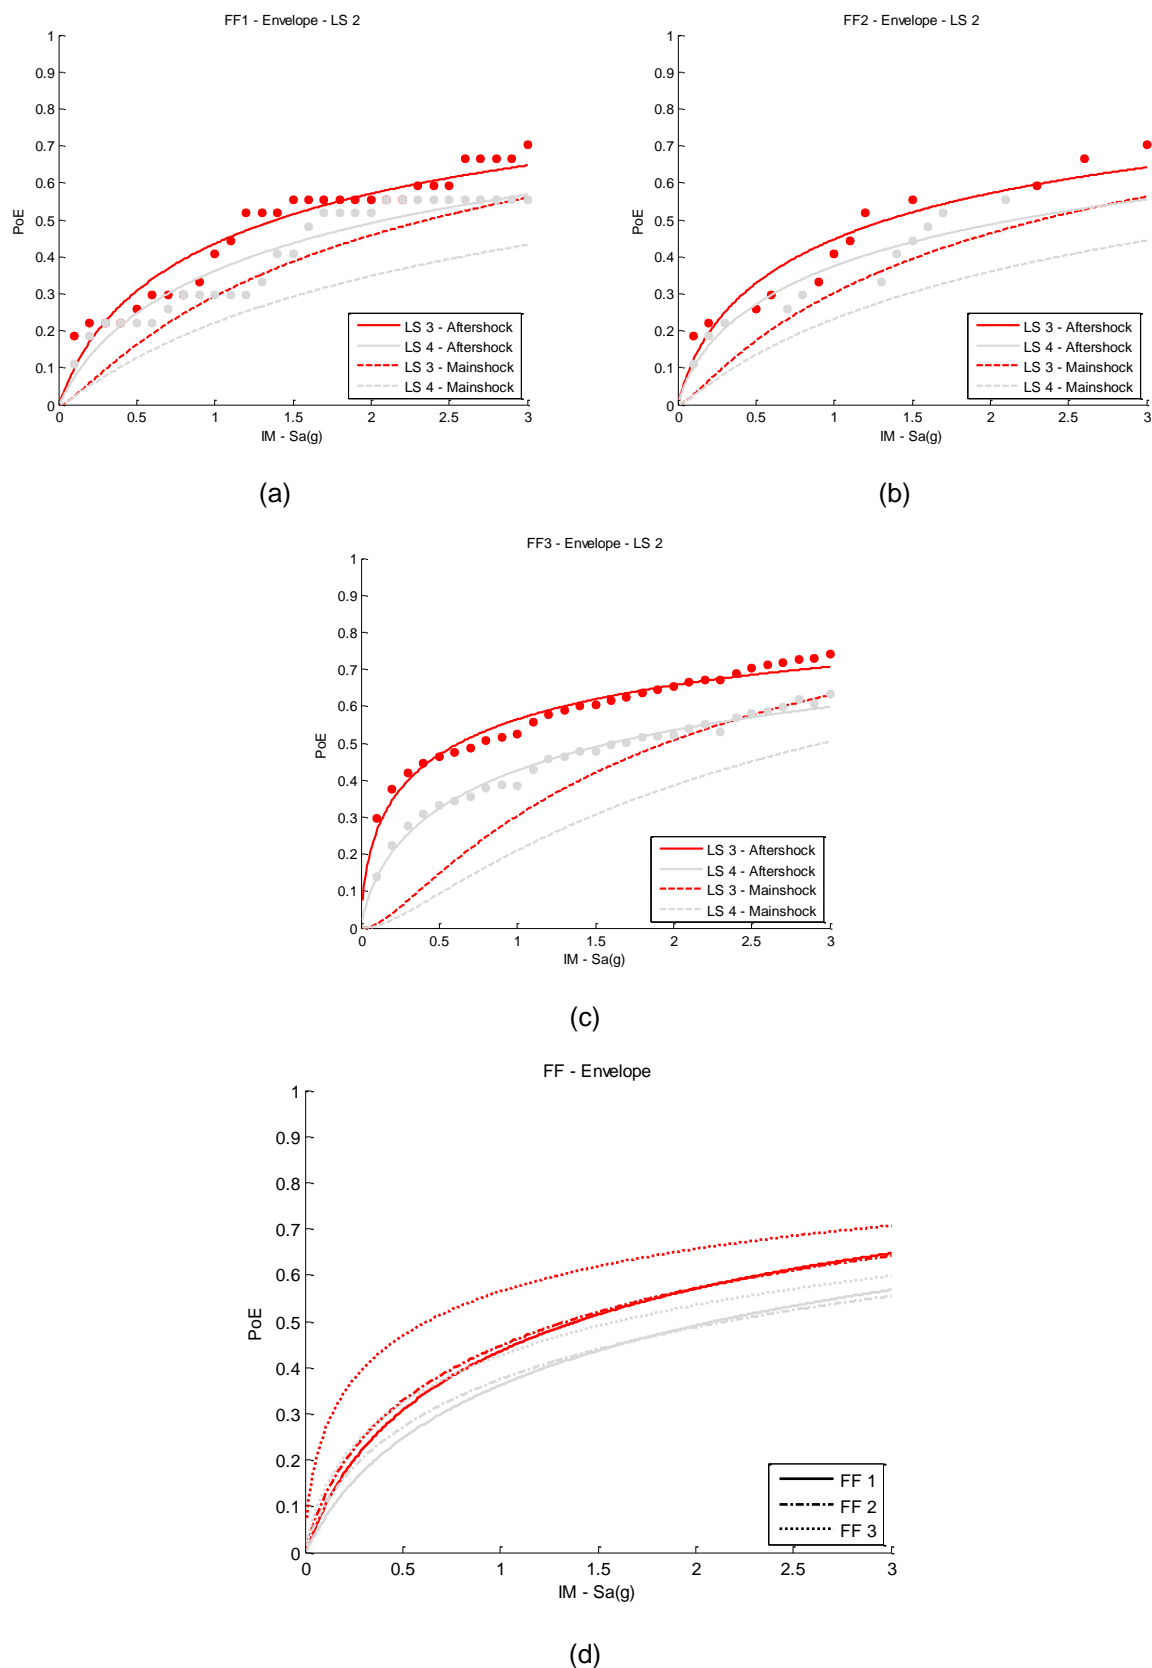 FF1 - Envelope - LS 2
1
0.9
0.8
0.7
0.6
0.5
0.4
0.3
0.2
0.1
0
PoE
0 0.5 1 1.5 2 2.5 3
IM - Sa(g)
LS 3 - Aftershock
LS 4 - Aftershock
LS 3 - Mainshock
LS 4 - Mainshock
(a)
FF2 - Envelope - LS 2
1
0.9
0.8
0.7
0.6
0.5
0.4
0.3
0.2
0.1
0
PoE
0 0.5 1 1.5 2 2.5 3
IM - Sa(g)
LS 3 - Aftershock
LS 4 - Aftershock
LS 3 - Mainshock
LS 4 - Mainshock
(b)
FF3 - Envelope - LS 2
1
0.9
0.8
0.7
0.6
0.5
0.4
0.3
0.2
0.1
0
PoE
0 0.5 1 1.5 2 2.5 3
IM - Sa(g)
LS 3 - Aftershock
LS 4 - Aftershock
LS 3 - Mainshock
LS 4 - Mainshock
(c)
FF - Envelope
1
0.9
0.8
0.7
0.6
0.5
0.4
0.3
0.2
0.1
0
PoE
0 0.5 1 1.5 2 2.5 3
IM - Sa(g)
FF 1
FF 2
FF 3
(d)